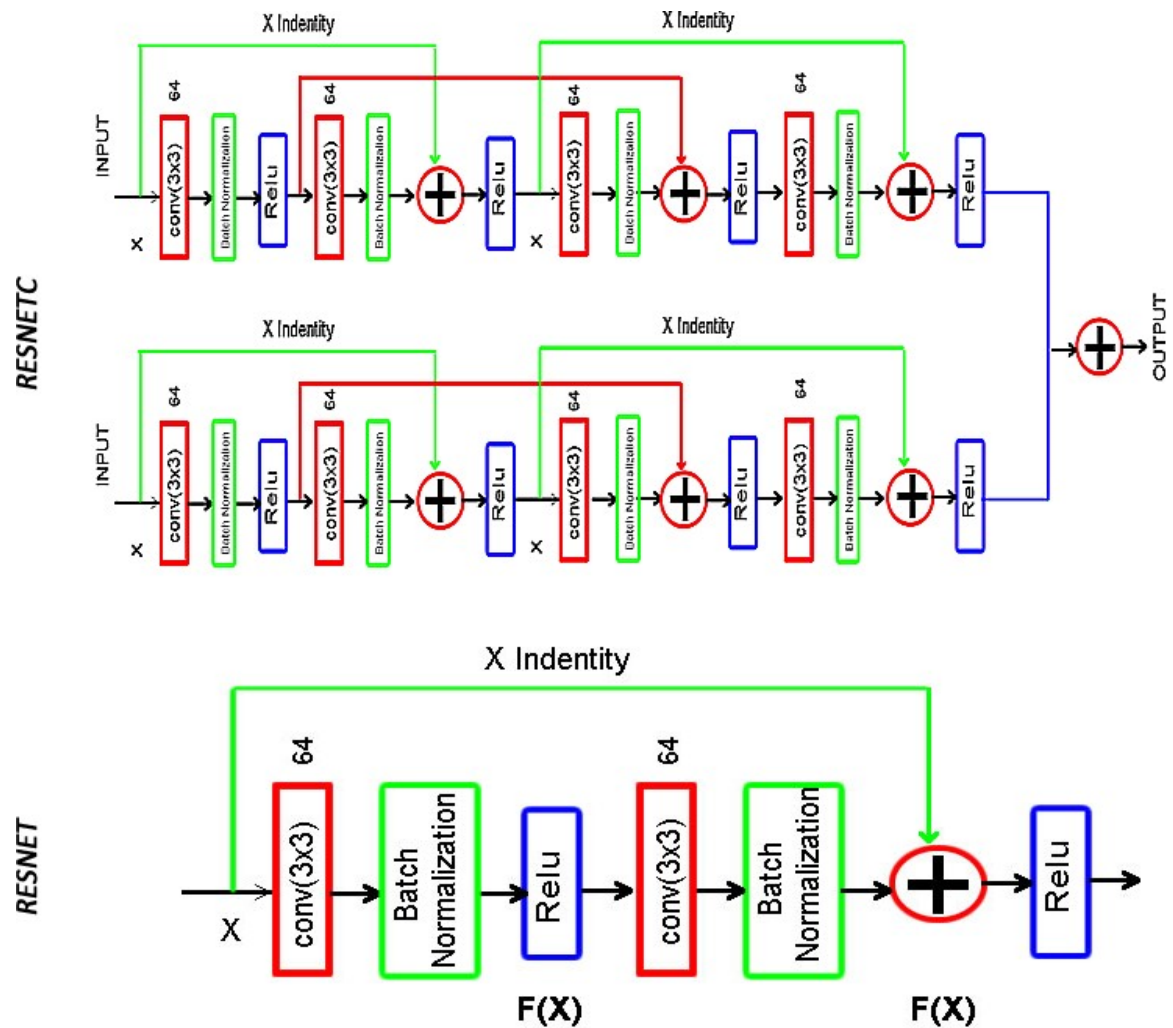 RESNETC
X Indentity
X Indentity
INPUT
X
64
conv(3x3)
Batch Normalization
Relu
64
conv(3x3)
Batch Normalization
+
Relu
X
64
conv(3x3)
Batch Normalization
+
Relu
64
conv(3x3)
Batch Normalization
+
Relu
X Indentity
X Indentity
INPUT
X
64
conv(3x3)
Batch Normalization
Relu
64
conv(3x3)
Batch Normalization
+
Relu
X
64
conv(3x3)
Batch Normalization
+
Relu
64
conv(3x3)
Batch Normalization
+
Relu
+
OUTPUT
RESNET
X Indentity
X
64
conv(3x3)
Batch
Normalization
Relu
F(X)
64
conv(3x3)
Batch
Normalization
+
F(X)
Relu